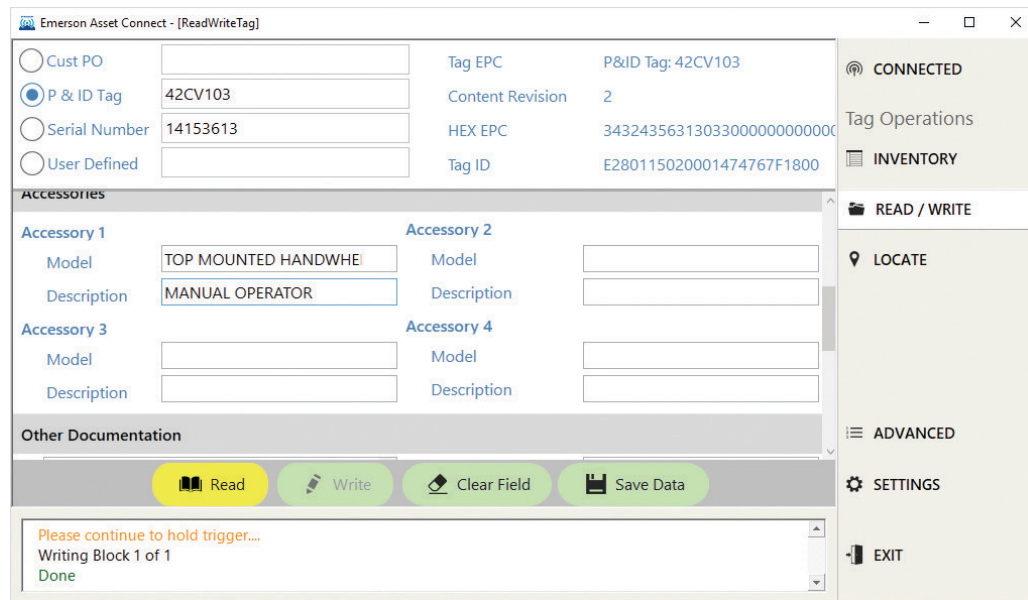 Emerson Asset Connect - [ReadWriteTag]
Cust PO
Tag EPC
P&ID Tag: 42CV103
P & ID Tag
42CV103
Content Revision
2
Serial Number
14153613
HEX EPC
User Defined
Tag ID
E280115020001474767F1800
Accessories
Accessory 1
Accessory 2
Model
TOP MOUNTED HANDWHE
Model
Description
MANUAL OPERATOR
Description
Accessory 3
Accessory 4
Model
Model
Description
Description
Other Documentation
Read
Write
Clear Field
Save Data
Please continue to hold trigger....
Writing Block 1 of 1
Done
CONNECTED
Tag Operations
INVENTORY
READ / WRITE
LOCATE
ADVANCED
SETTINGS
EXIT